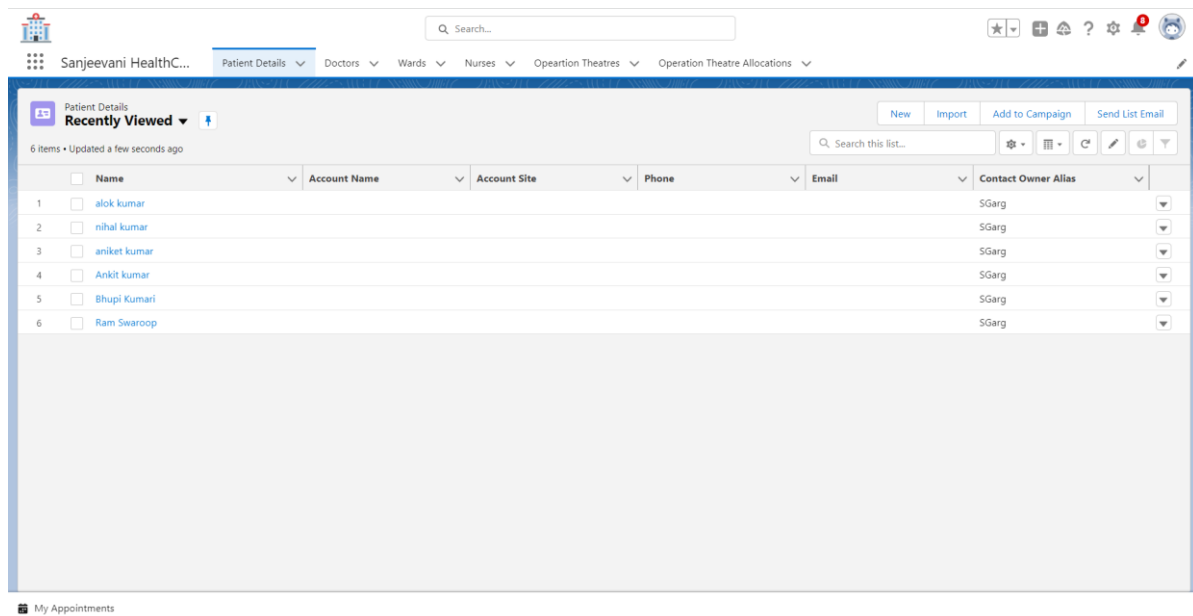 Search...
8
Sanjeevani HealthC... Patient Details Doctors Wards Nurses Opeartion Theatres Operation Theatre Allocations
Patient Details
Recently Viewed
New Import Add to Campaign Send List Email
6 items • Updated a few seconds ago
Search this list...
Name Account Name Account Site Phone Email Contact Owner Alias
1 alok kumar SGarg
2 nihal kumar SGarg
3 aniket kumar SGarg
4 Ankit kumar SGarg
5 Bhupi Kumari SGarg
6 Ram Swaroop SGarg
My Appointments